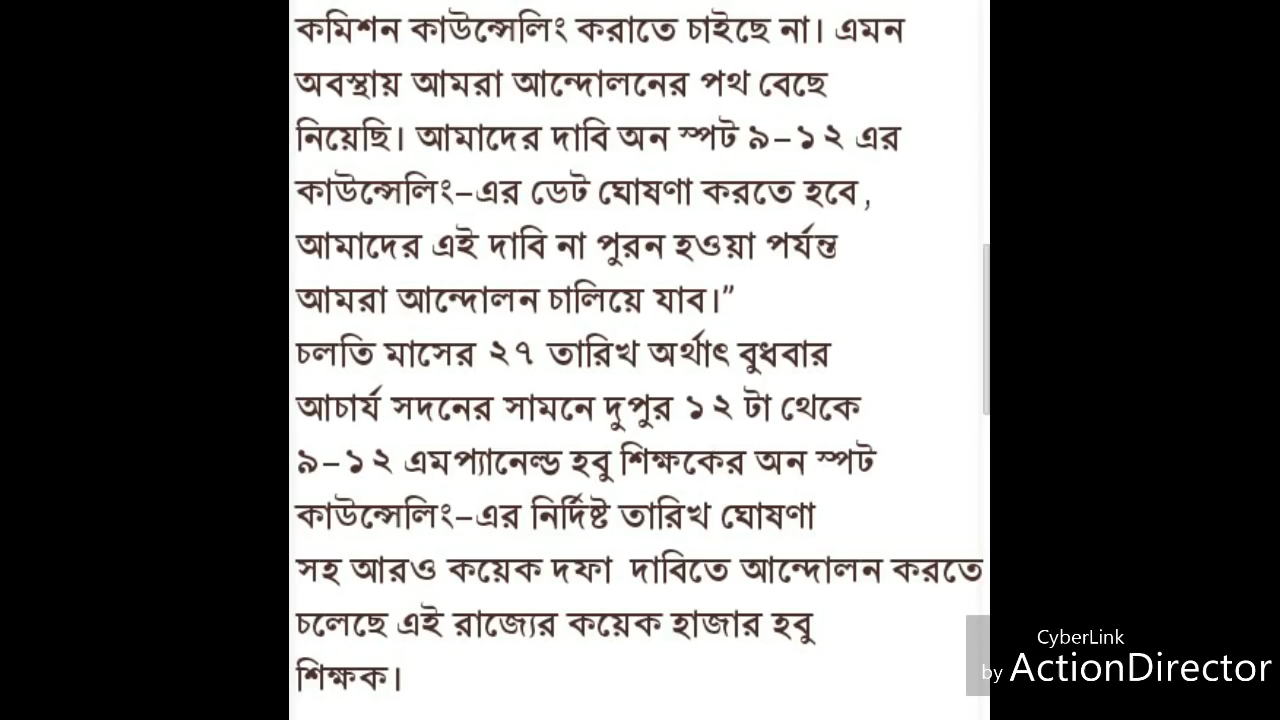 কমিশন কাউন্সেলিং করাতে চাইছে না। এমন
অবস্থায় আমরা আন্দোলনের পথ বেছে
নিয়েছি। আমাদের দাবি অন স্পট ৯-১২ এর
কাউন্সেলিং-এর ডেট ঘোষণা করতে হবে,
আমাদের এই দাবি না পুরন হওয়া পর্যন্ত
আমরা আন্দোলন চালিয়ে যাব।”
চলতি মাসের ২৭ তারিখ অর্থাৎ বুধবার
আচার্য সদনের সামনে দুপুর ১২ টা থেকে
৯-১২ এমপ্যানেল্ড হবু শিক্ষকের অন স্পট
কাউন্সেলিং-এর নির্দিষ্ট তারিখ ঘোষণা
সহ আরও কয়েক দফা দাবিতে আন্দোলন করতে
চলেছে এই রাজ্যের কয়েক হাজার হবু
শিক্ষক।
CyberLink
by ActionDirector